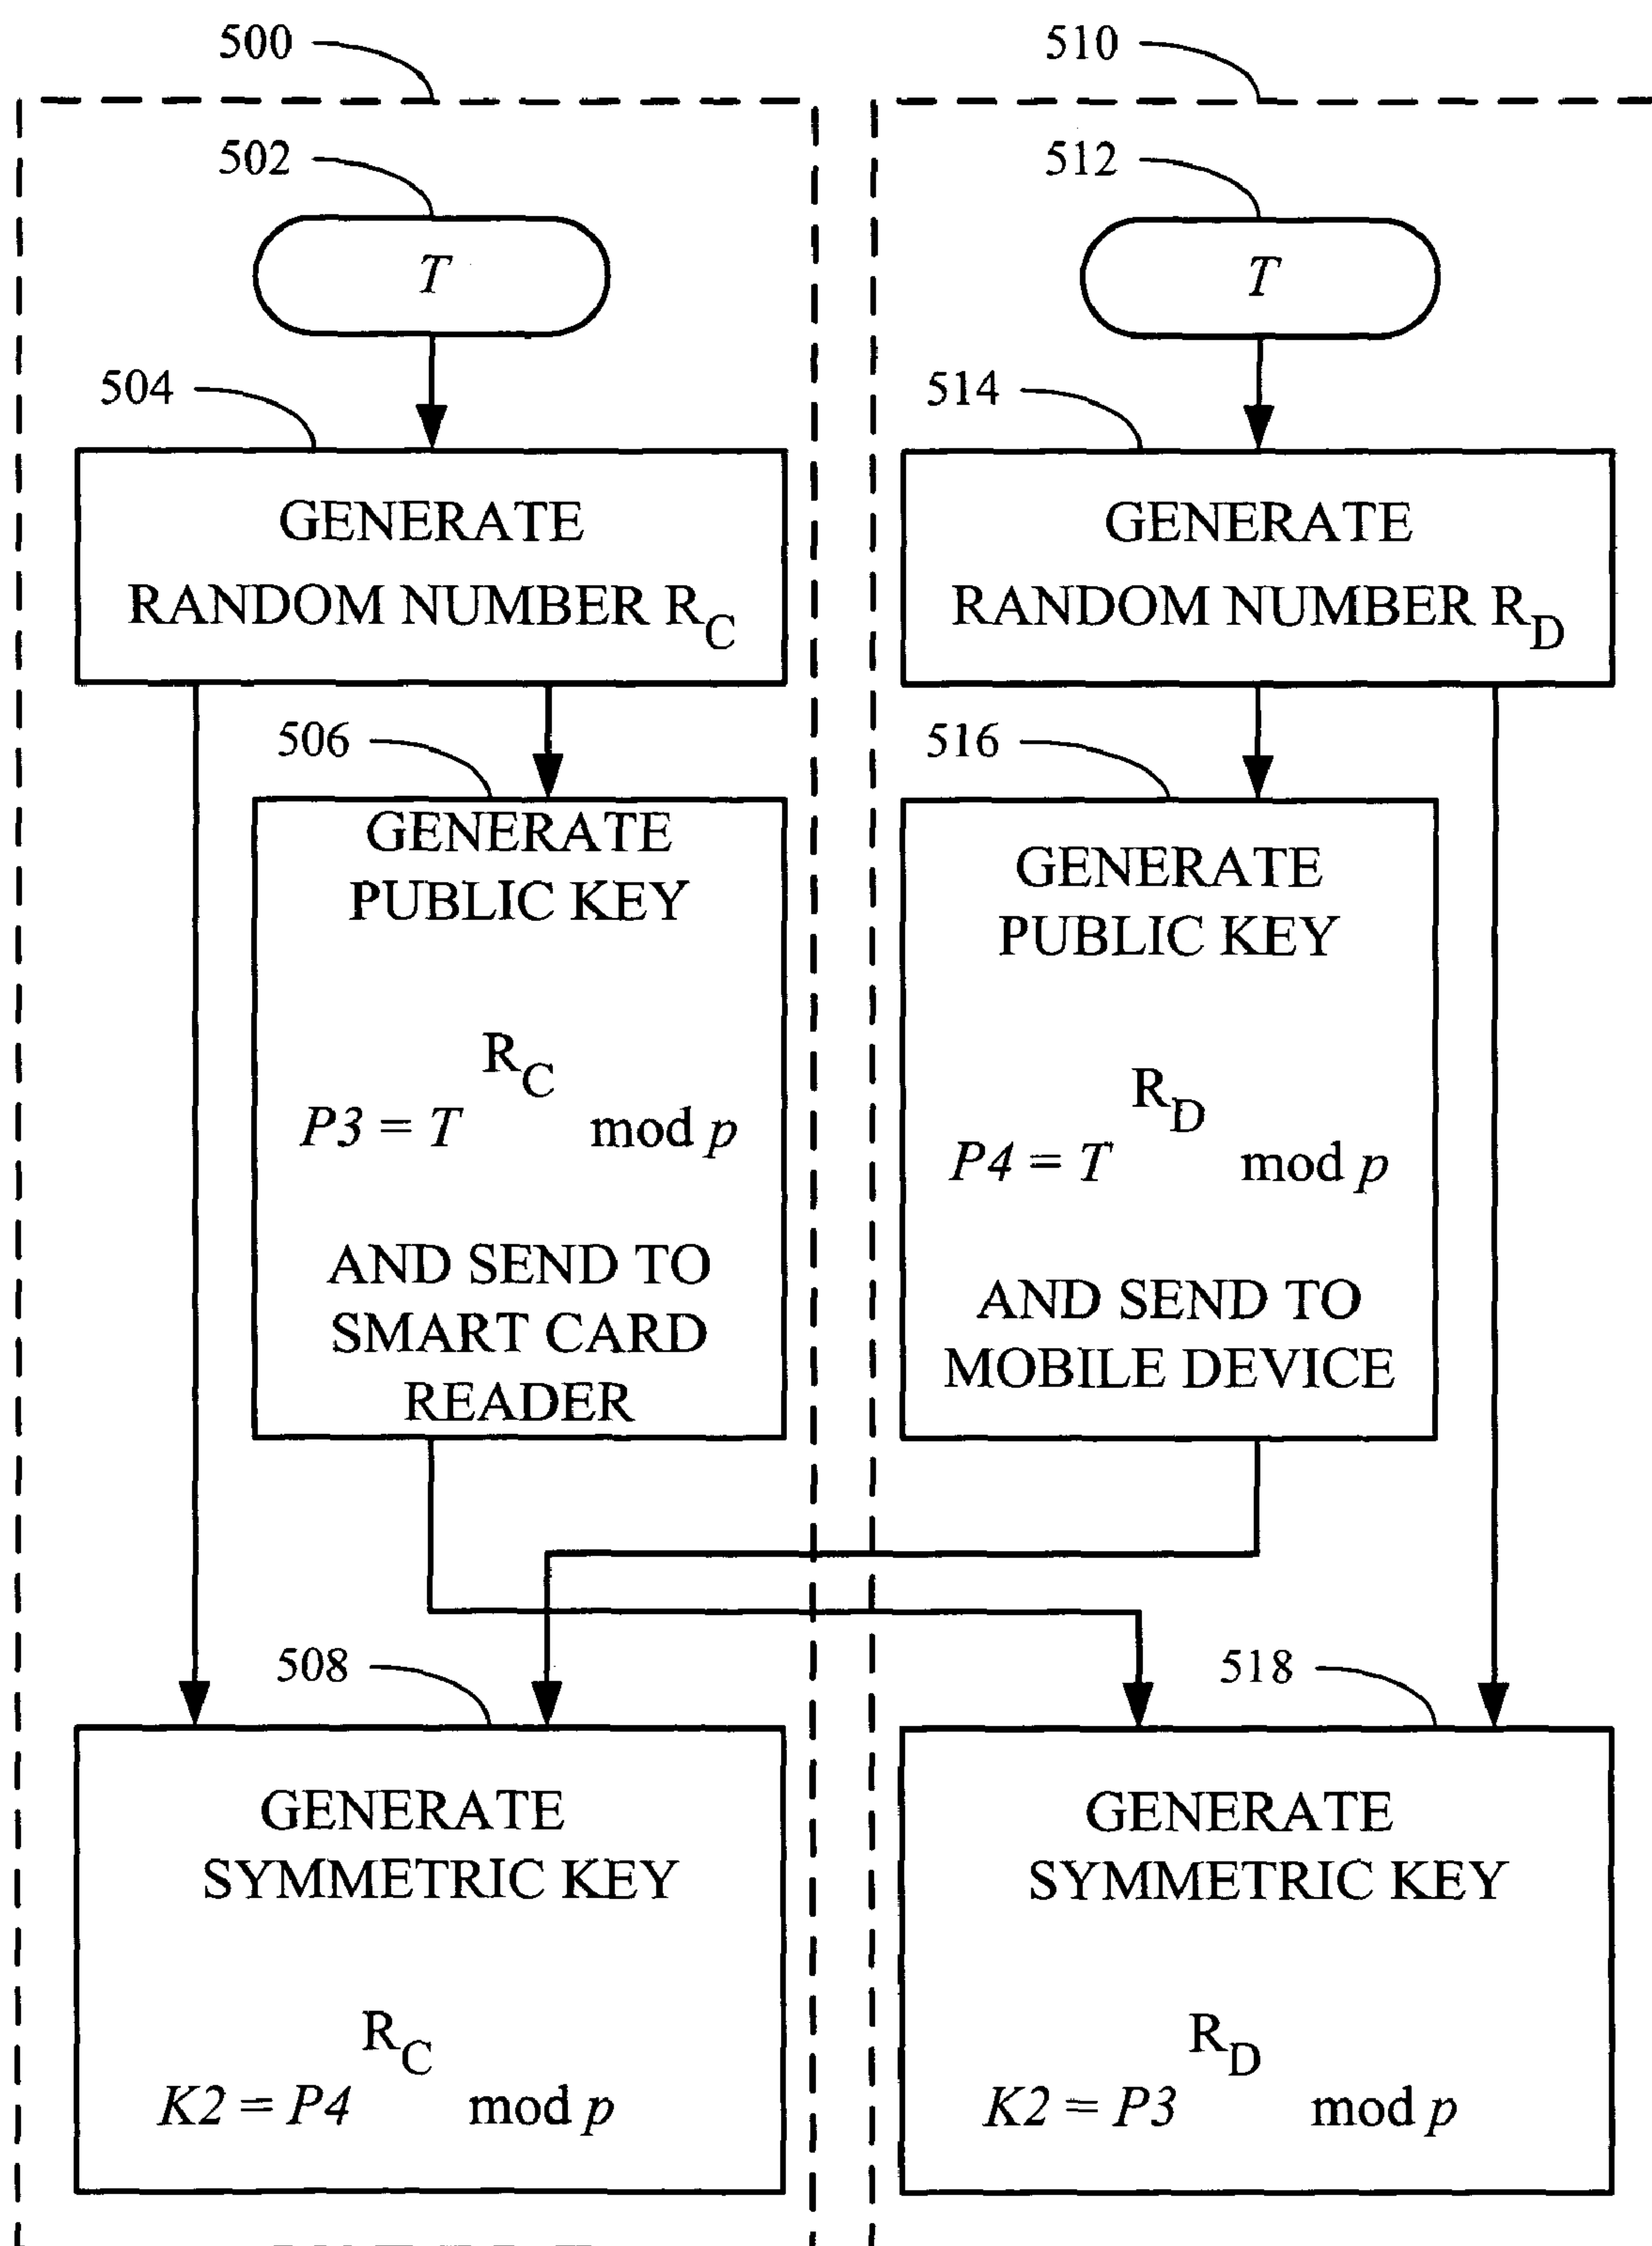 500
502
T
504
GENERATE
RANDOM NUMBER R_C
506
GENERATE
PUBLIC KEY
R_C
P3 = T mod p
AND SEND TO
SMART CARD
READER
508
GENERATE
SYMMETRIC KEY
R_C
K2 = P4 mod p
510
512
T
514
GENERATE
RANDOM NUMBER R_D
516
GENERATE
PUBLIC KEY
R_D
P4 = T mod p
AND SEND TO
MOBILE DEVICE
518
GENERATE
SYMMETRIC KEY
R_D
K2 = P3 mod p